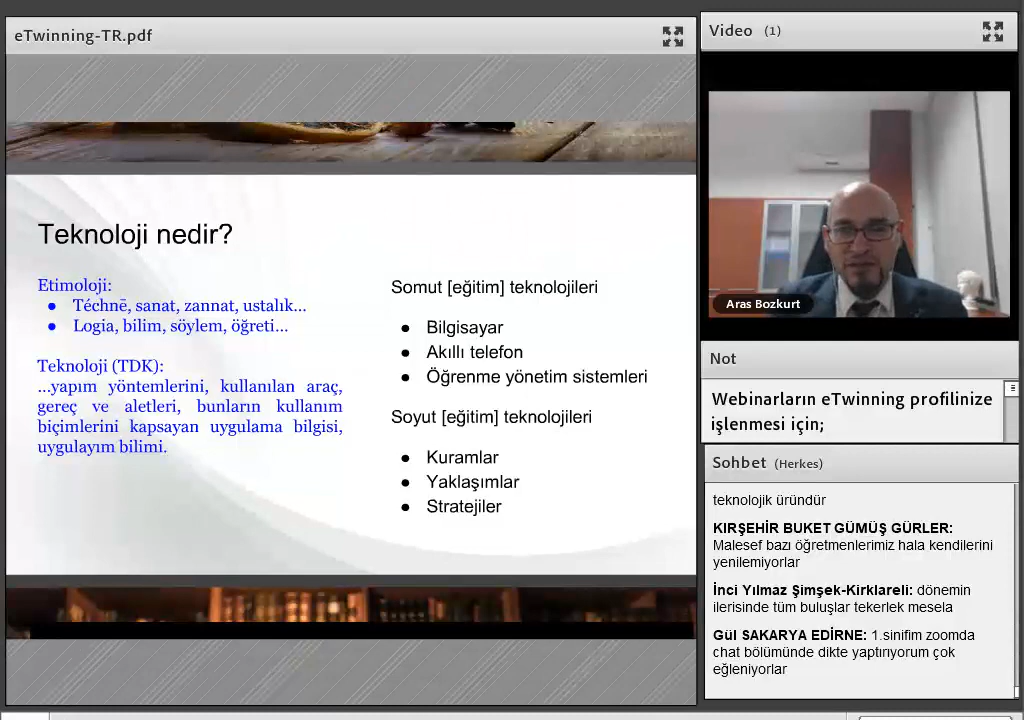 eTwinning-TR.pdf
Teknoloji nedir?
Etimoloji:
● Téchnē, sanat, zannat, ustalık...
● Logia, bilim, söylem, öğreti...
Teknoloji (TDK):
...yapım yöntemlerini, kullanılan araç,
gereç ve aletleri, bunların kullanım
biçimlerini kapsayan uygulama bilgisi,
uygulayım bilimi.
Somut [eğitim] teknolojileri
● Bilgisayar
● Akıllı telefon
● Öğrenme yönetim sistemleri
Soyut [eğitim] teknolojileri
● Kuramlar
● Yaklaşımlar
● Stratejiler
Video (1)
Aras Bozkurt
Not
Webinarların eTwinning profilinize
işlenmesi için;
Sohbet (Herkes)
teknolojik üründür
KIRŞEHİR BUKET GÜMÜŞ GÜRLER:
Malesef bazı öğretmenlerimiz hala kendilerini
yenilemiyorlar
İnci Yılmaz Şimşek-Kirklareli: dönemin
ilerisinde tüm buluşlar tekerlek mesela
Gül SAKARYA EDİRNE: 1.sinifim zoomda
chat bölümünde dikte yaptırıyorum çok
eğleniyorlar